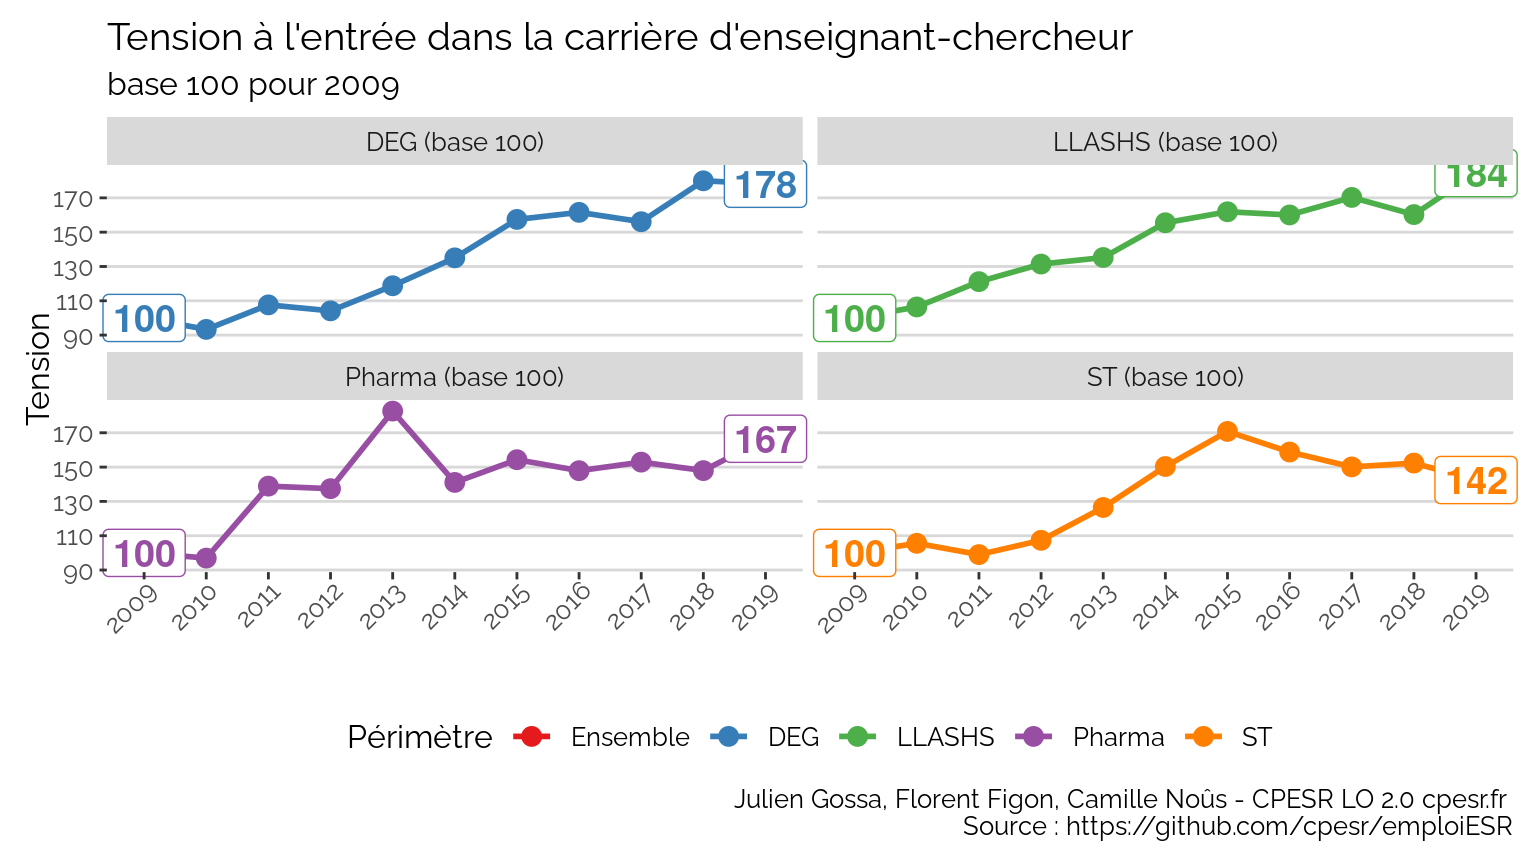 Tension à l'entrée dans la carrière d'enseignant-chercheur
base 100 pour 2009
DEG (base 100)
LLASHS (base 100)
170
150
130
110
90
100
178
100
184
Pharma (base 100)
ST (base 100)
170
150
130
110
90
100
167
100
142
Tension
2009 2010 2011 2012 2013 2014 2015 2016 2017 2018 2019
2009 2010 2011 2012 2013 2014 2015 2016 2017 2018 2019
Périmètre Ensemble DEG LLASHS Pharma ST
Julien Gossa, Florent Figon, Camille Noûs - CPESR LO 2.0 cpesr.fr
Source : https://github.com/cpesr/emploiESR